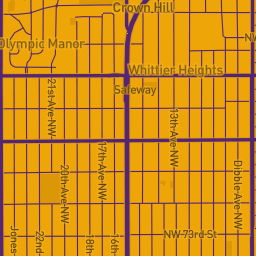 Crown Hill
NW
Olympic Manor
Whittier Heights
Safeway
21st Ave NW
13th Ave NW
17th Ave NW
20th Ave NW
Dibble Ave NW
NW 73rd St
Jones
22nd
18th
16th